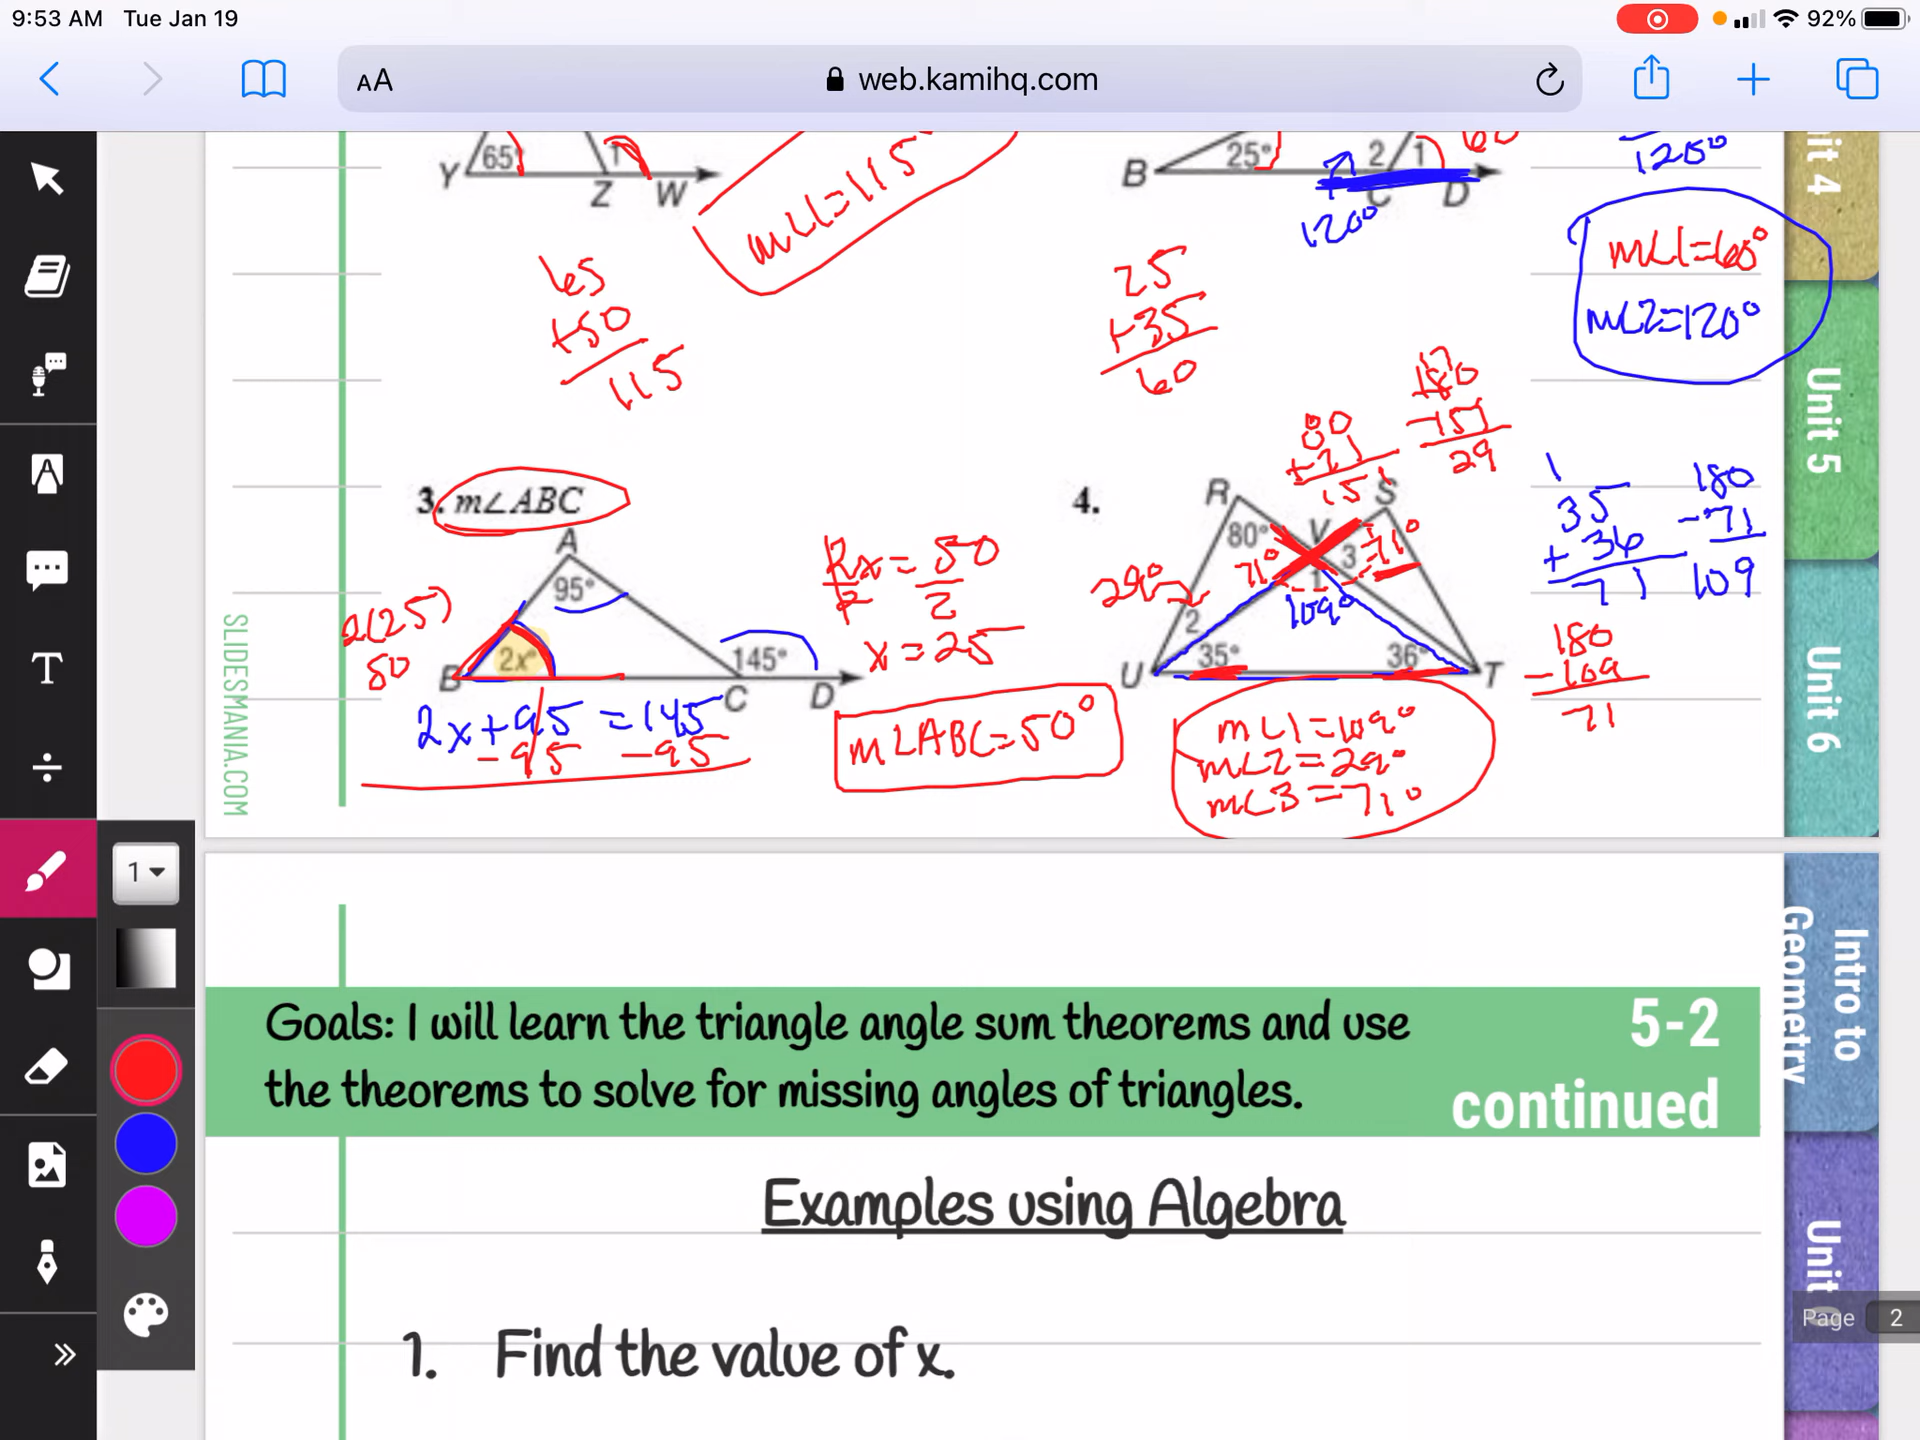 9:53 AM Tue Jan 19
92%
AA
web.kamihq.com
Y
65°
1
Z
W
m∠1=115
65
+50
115
B
25°
2
1
60
C
D
120°
25
+35
60
120°
m∠1=60°
m∠2=120°
3. m∠ABC
A
95°
2(25)
50
B
2x°
145°
C
D
2x+95 =145
-95 -95
2x = 50
2 2
x = 25
m∠ABC=50°
4.
80
+71
151
180
-151
29
R
S
80°
V
3
71°
71°
1
109°
29°
2
35°
36°
U
T
m∠1=109°
m∠2=29°
m∠3=71°
1
35
+ 36
71
180
-71
109
180
-109
71
SLIDESMANIA.COM
nit 4
Unit 5
Unit 6
1
T
Goals: I will learn the triangle angle sum theorems and use
the theorems to solve for missing angles of triangles.
5-2
continued
Intro to
Geometry
Examples using Algebra
Unit
Page 2
1. Find the value of x.